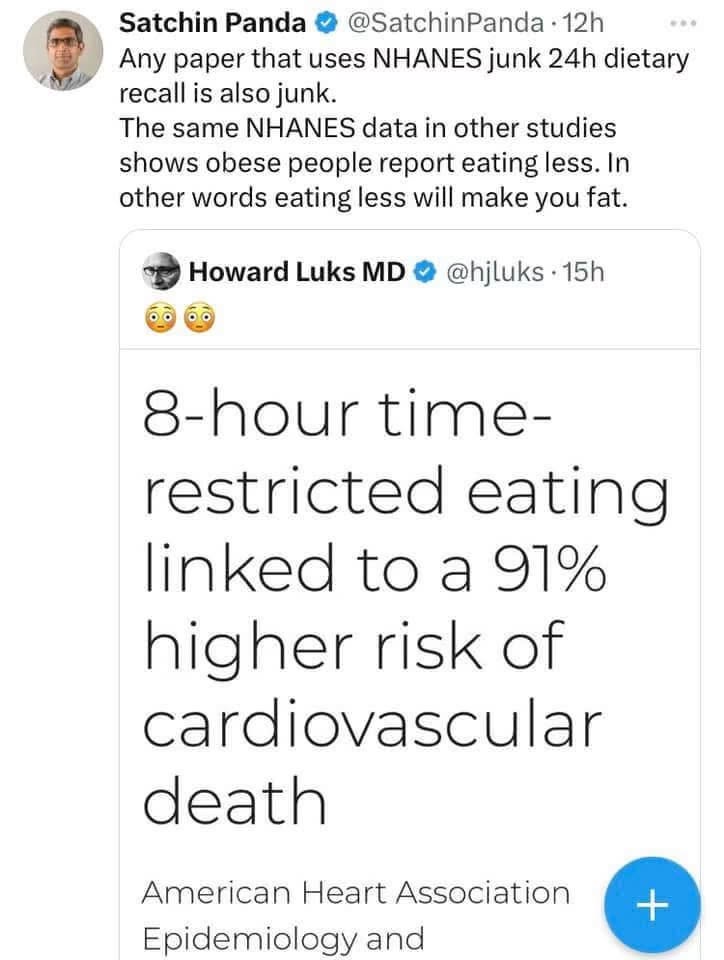 Satchin Panda @SatchinPanda · 12h
Any paper that uses NHANES junk 24h dietary
recall is also junk.
The same NHANES data in other studies
shows obese people report eating less. In
other words eating less will make you fat.
Howard Luks MD @hjluks · 15h
😳😳
8-hour time-
restricted eating
linked to a 91%
higher risk of
cardiovascular
death
American Heart Association
Epidemiology and